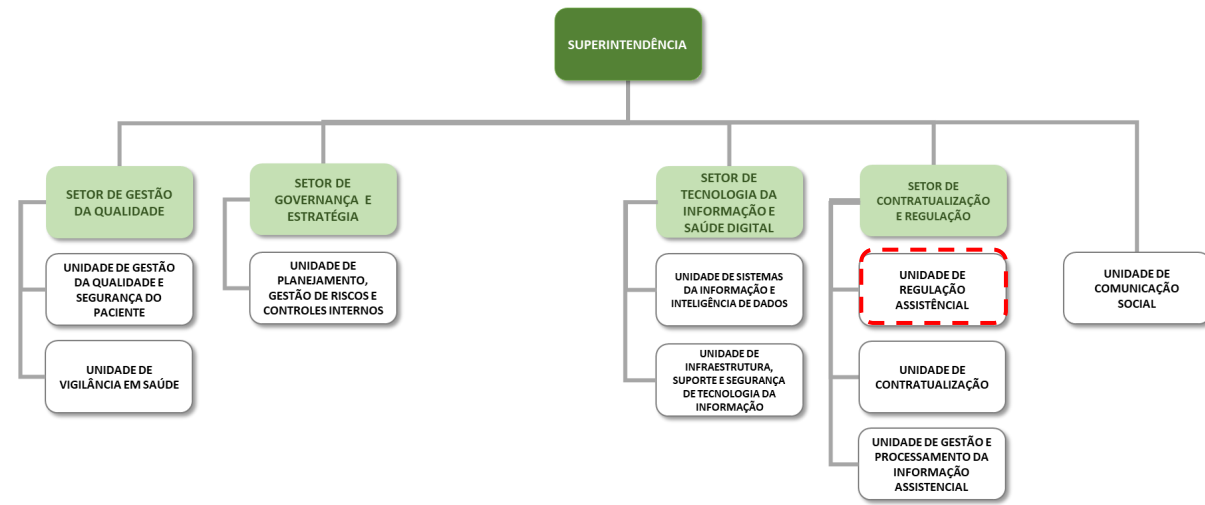 SUPERINTENDÊNCIA
SETOR DE GESTÃO
DA QUALIDADE
UNIDADE DE GESTÃO
DA QUALIDADE E
SEGURANÇA DO
PACIENTE
UNIDADE DE
VIGILÂNCIA EM SAÚDE
SETOR DE
GOVERNANÇA E
ESTRATÉGIA
UNIDADE DE
PLANEJAMENTO,
GESTÃO DE RISCOS E
CONTROLES INTERNOS
SETOR DE
TECNOLOGIA DA
INFORMAÇÃO E
SAÚDE DIGITAL
UNIDADE DE SISTEMAS
DA INFORMAÇÃO E
INTELIGÊNCIA DE DADOS
UNIDADE DE
INFRAESTRUTURA,
SUPORTE E SEGURANÇA
DE TECNOLOGIA DA
INFORMAÇÃO
SETOR DE
CONTRATUALIZAÇÃO
E REGULAÇÃO
UNIDADE DE
REGULAÇÃO
ASSISTÊNCIAL
UNIDADE DE
CONTRATUALIZAÇÃO
UNIDADE DE GESTÃO E
PROCESSAMENTO DA
INFORMAÇÃO
ASSISTENCIAL
UNIDADE DE
COMUNICAÇÃO
SOCIAL